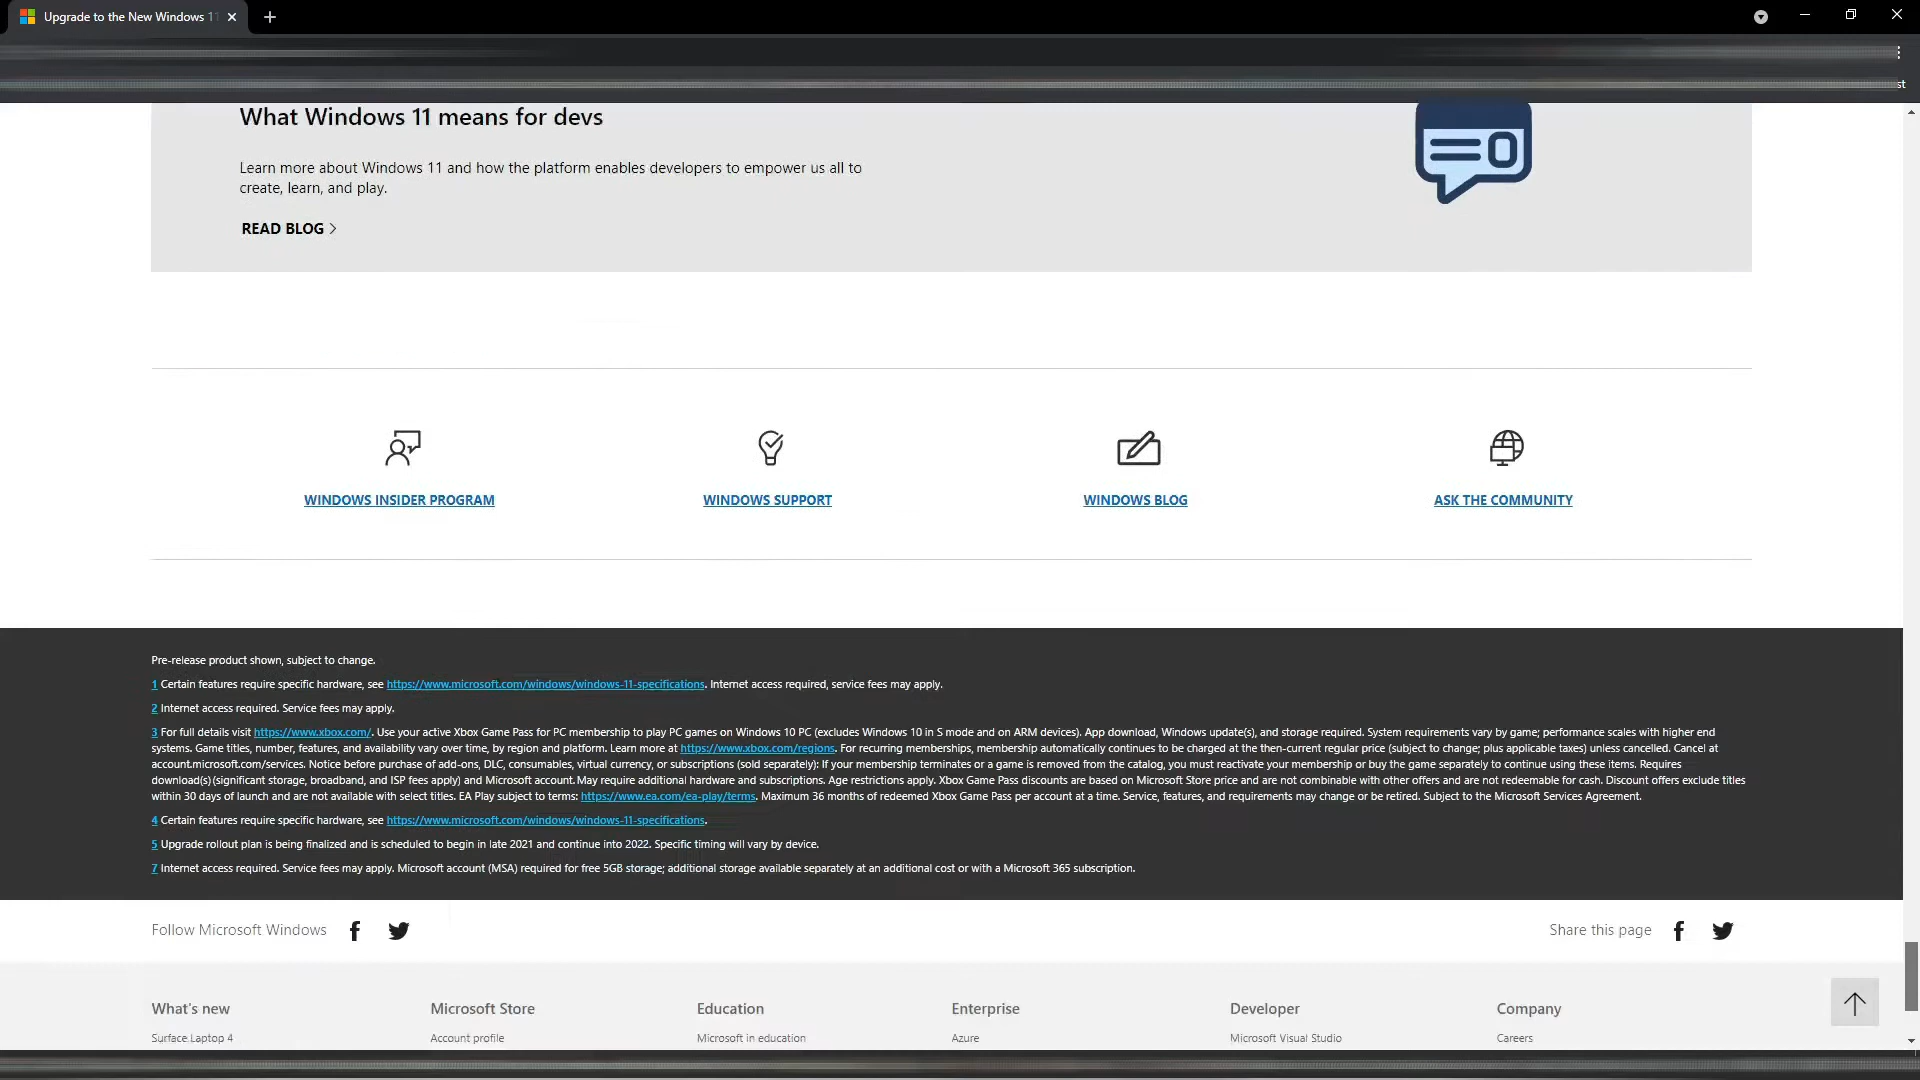 Upgrade to the New Windows 11
st
What Windows 11 means for devs
Learn more about Windows 11 and how the platform enables developers to empower us all to
create, learn, and play.
READ BLOG
WINDOWS INSIDER PROGRAM
WINDOWS SUPPORT
WINDOWS BLOG
ASK THE COMMUNITY
Pre-release product shown, subject to change.
1 Certain features require specific hardware, see https://www.microsoft.com/windows/windows-11-specifications. Internet access required, service fees may apply.
2 Internet access required. Service fees may apply.
3 For full details visit https://www.xbox.com/. Use your active Xbox Game Pass for PC membership to play PC games on Windows 10 PC (excludes Windows 10 in S mode and on ARM devices). App download, Windows update(s), and storage required. System requirements vary by game; performance scales with higher end
systems. Game titles, number, features, and availability vary over time, by region and platform. Learn more at https://www.xbox.com/regions. For recurring memberships, membership automatically continues to be charged at the then-current regular price (subject to change; plus applicable taxes) unless cancelled. Cancel at
account.microsoft.com/services. Notice before purchase of add-ons, DLC, consumables, virtual currency, or subscriptions (sold separately): If your membership terminates or a game is removed from the catalog, you must reactivate your membership or buy the game separately to continue using these items. Requires
download(s)(significant storage, broadband, and ISP fees apply) and Microsoft account. May require additional hardware and subscriptions. Age restrictions apply. Xbox Game Pass discounts are based on Microsoft Store price and are not combinable with other offers and are not redeemable for cash. Discount offers exclude titles
within 30 days of launch and are not available with select titles. EA Play subject to terms: https://www.ea.com/ea-play/terms. Maximum 36 months of redeemed Xbox Game Pass per account at a time. Service, features, and requirements may change or be retired. Subject to the Microsoft Services Agreement.
4 Certain features require specific hardware, see https://www.microsoft.com/windows/windows-11-specifications.
5 Upgrade rollout plan is being finalized and is scheduled to begin in late 2021 and continue into 2022. Specific timing will vary by device.
7 Internet access required. Service fees may apply. Microsoft account (MSA) required for free 5GB storage; additional storage available separately at an additional cost or with a Microsoft 365 subscription.
Follow Microsoft Windows
Share this page
What's new
Microsoft Store
Education
Enterprise
Developer
Company
Surface Laptop 4
Account profile
Microsoft in education
Azure
Microsoft Visual Studio
Careers